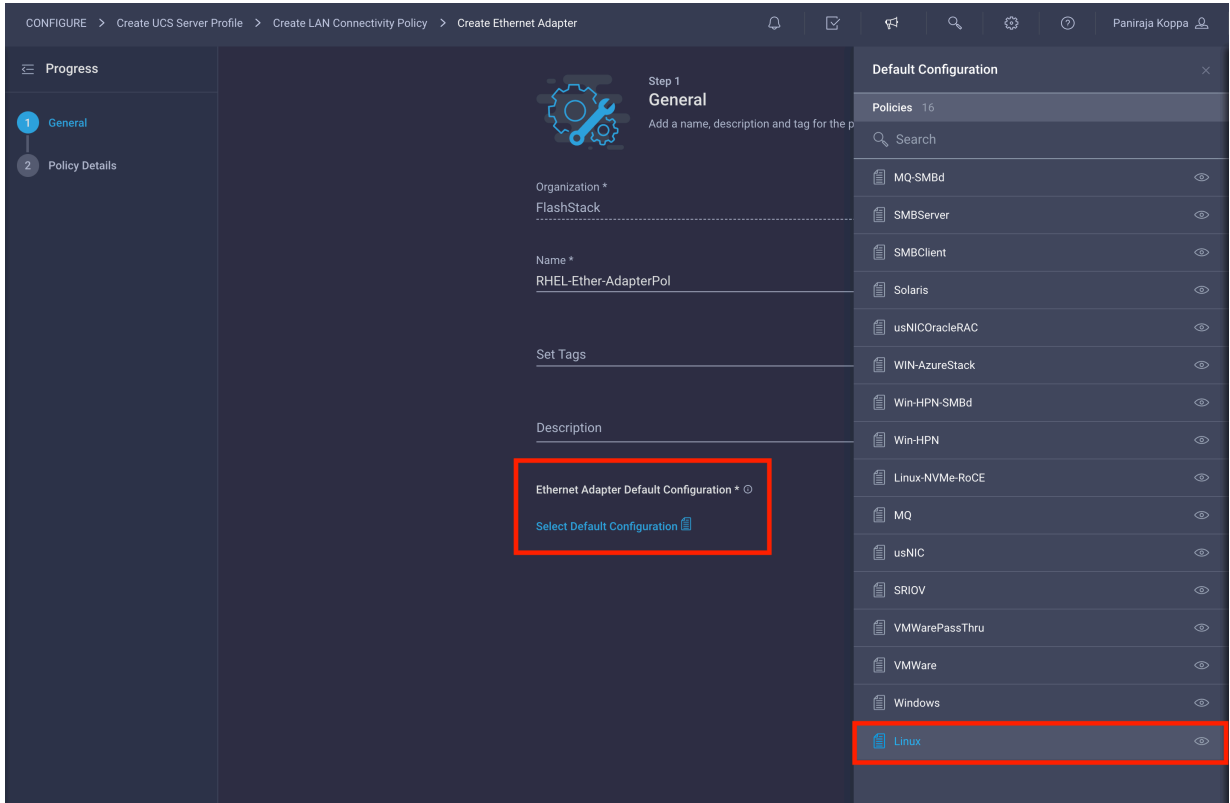 CONFIGURE > Create UCS Server Profile > Create LAN Connectivity Policy > Create Ethernet Adapter
Paniraja Koppa
Progress
1 General
2 Policy Details
Step 1
General
Add a name, description and tag for the p
Organization *
FlashStack
Name *
RHEL-Ether-AdapterPol
Set Tags
Description
Ethernet Adapter Default Configuration *
Select Default Configuration
Default Configuration
Policies 16
Search
MQ-SMBd
SMBServer
SMBClient
Solaris
usNICOracleRAC
WIN-AzureStack
Win-HPN-SMBd
Win-HPN
Linux-NVMe-RoCE
MQ
usNIC
SRIOV
VMWarePassThru
VMWare
Windows
Linux